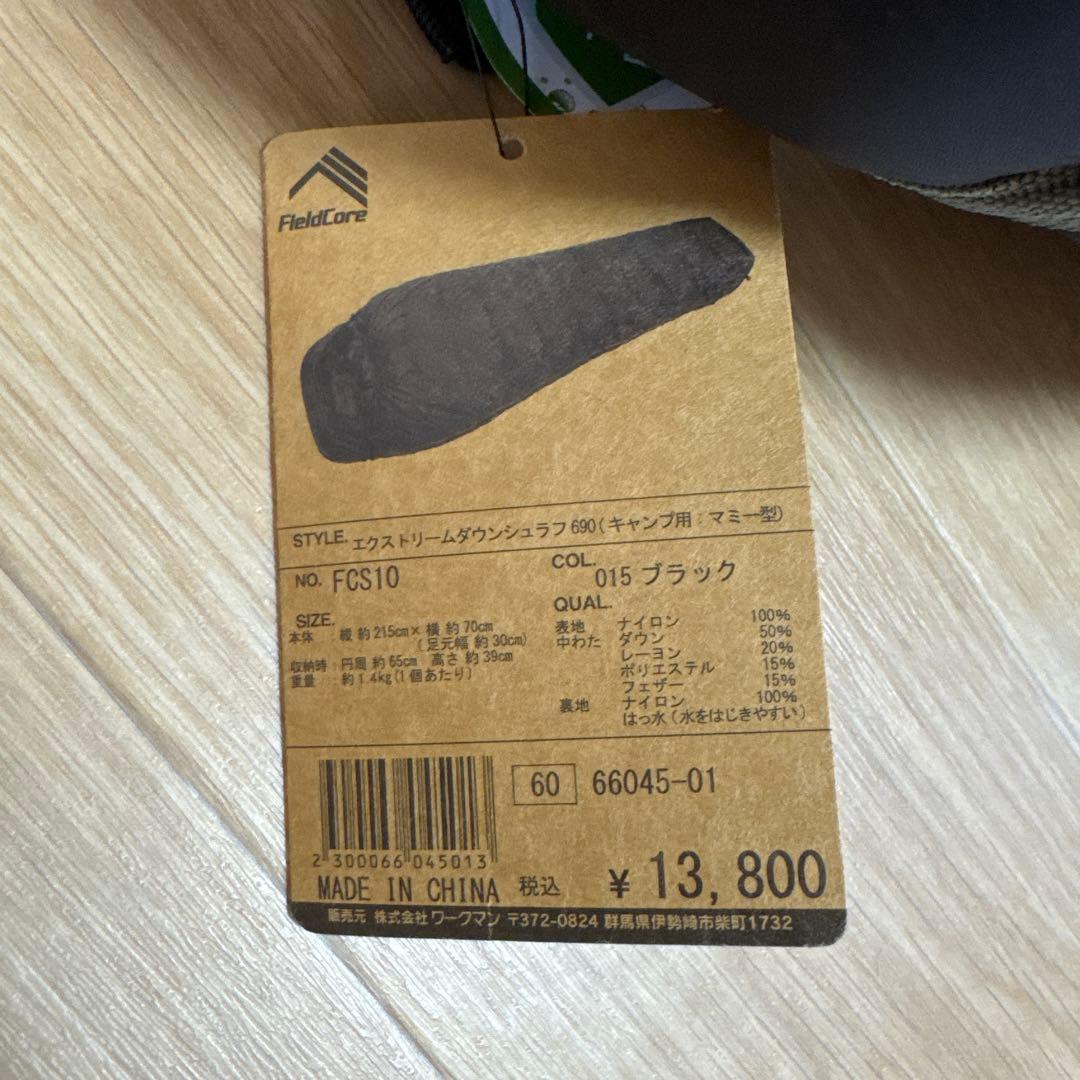 FieldCore
STYLE. エクストリームダウンシュラフ690(キャンプ用:マミー型)
NO. FCS10
COL. 015 ブラック
SIZE.
本体 縦 約215cm×横 約70cm
(足元幅 約30cm)
収納時 円周 約65cm 高さ 約39cm
重量 約1.4kg(1個あたり)
QUAL.
表地 ナイロン 100%
中わた ダウン 50%
レーヨン 20%
ポリエステル 15%
フェザー 15%
裏地 ナイロン 100%
はっ水(水をはじきやすい)
60 66045-01
2 300066 045013
MADE IN CHINA 税込 ¥ 13,800
販売元 株式会社ワークマン 〒372-0824 群馬県伊勢崎市柴町1732